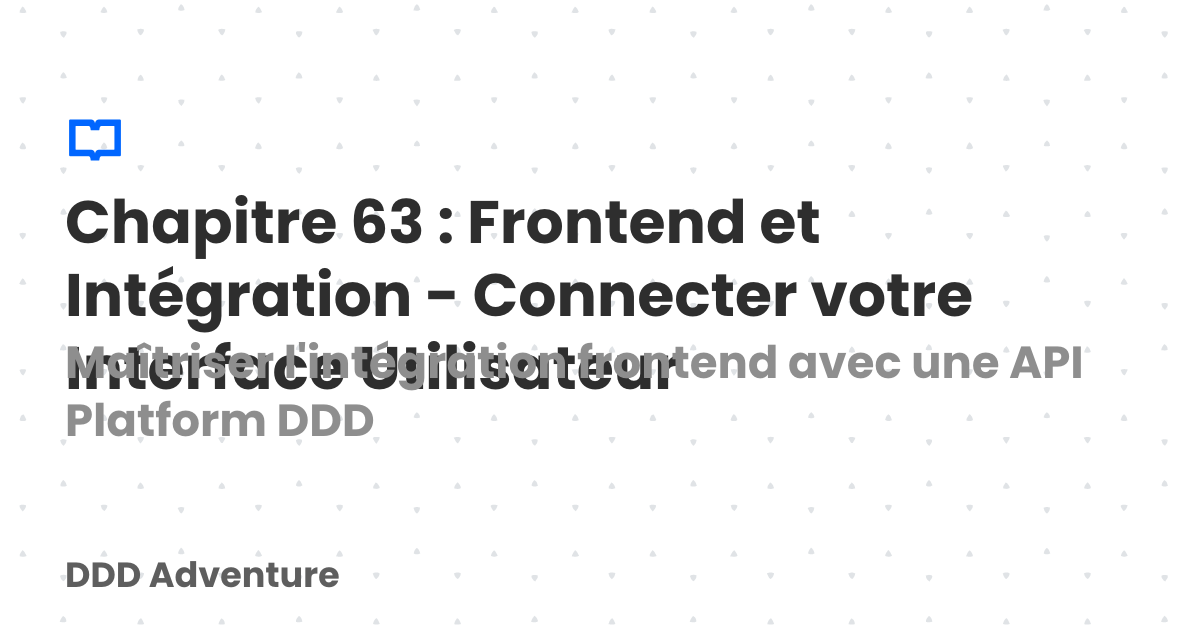 Chapitre 63 : Frontend et
Intégration - Connecter votre
Interface Utilisateur
Maîtriser l'intégration frontend avec une API
Platform DDD
DDD Adventure